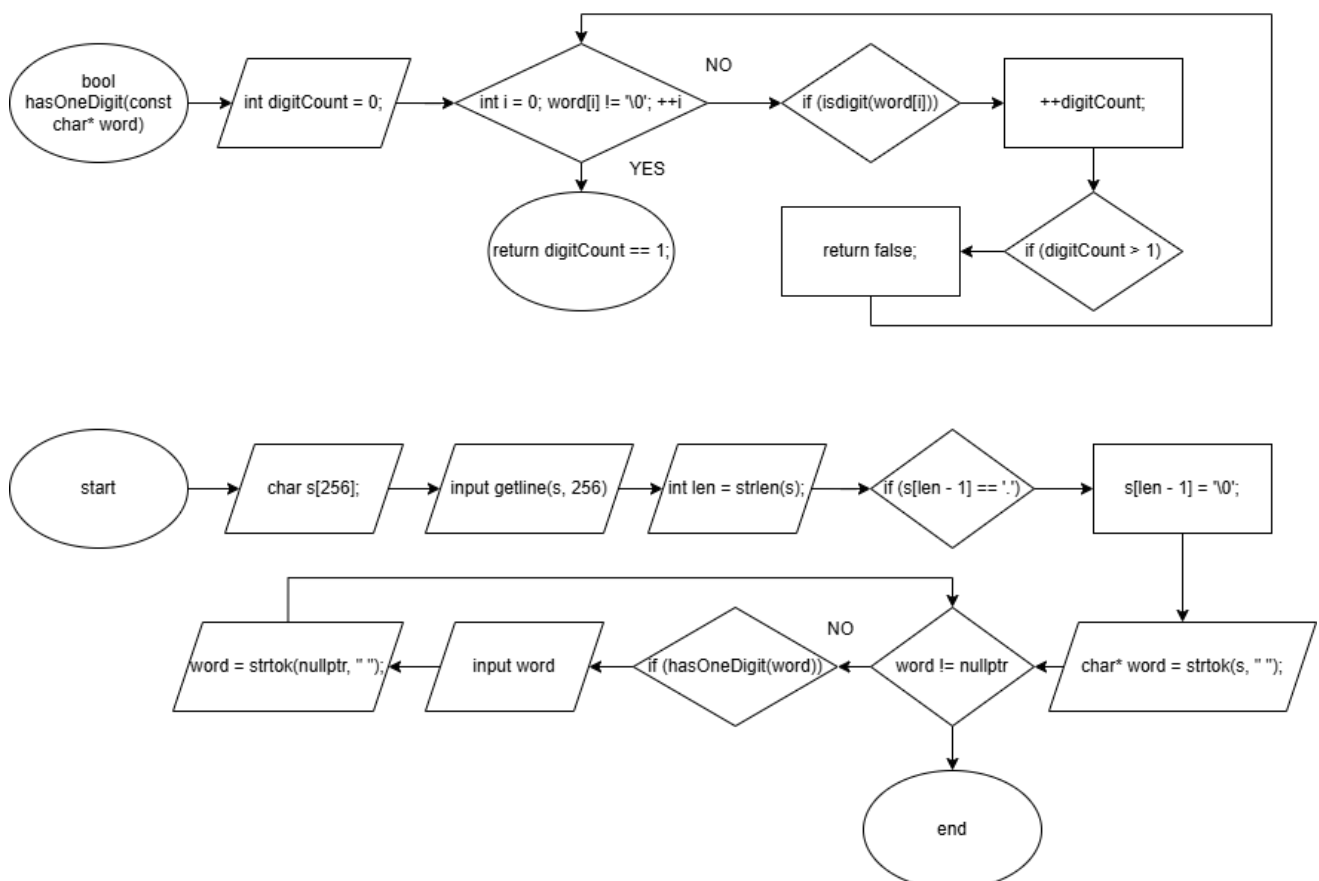 bool
hasOneDigit(const
char* word)
int digitCount = 0;
int i = 0; word[i] != '\0'; ++i
NO
if (isdigit(word[i]))
++digitCount;
YES
return digitCount == 1;
return false;
if (digitCount > 1)
start
char s[256];
input getline(s, 256)
int len = strlen(s);
if (s[len - 1] == '.')
s[len - 1] = '\0';
word = strtok(nullptr, " ");
input word
if (hasOneDigit(word))
NO
word != nullptr
char* word = strtok(s, " ");
end